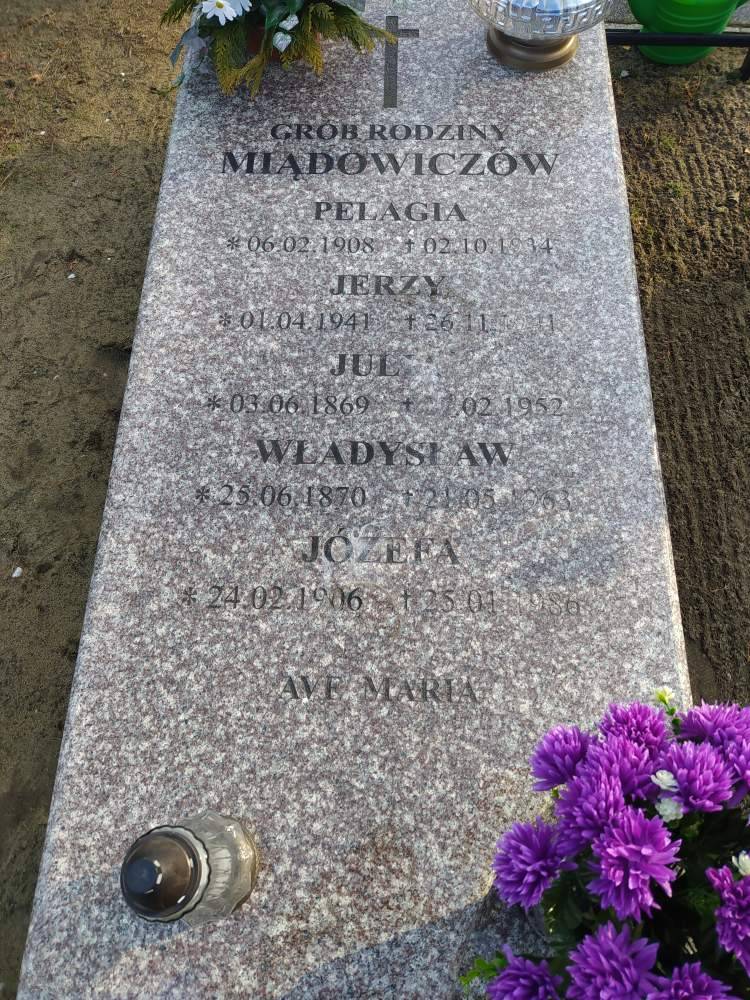 GRÓB RODZINY
MIĄDOWICZÓW
PELAGIA
* 06.02.1908 † 02.10.1934
JERZY
* 01.04.1941 † 26.11.
* 03.06.1869 † .02.1952
WŁADYSŁAW
* 25.06.1870 † 21.05.1963
JÓZEFA
* 24.02.1906 † 25.01.1986
AVE MARIA